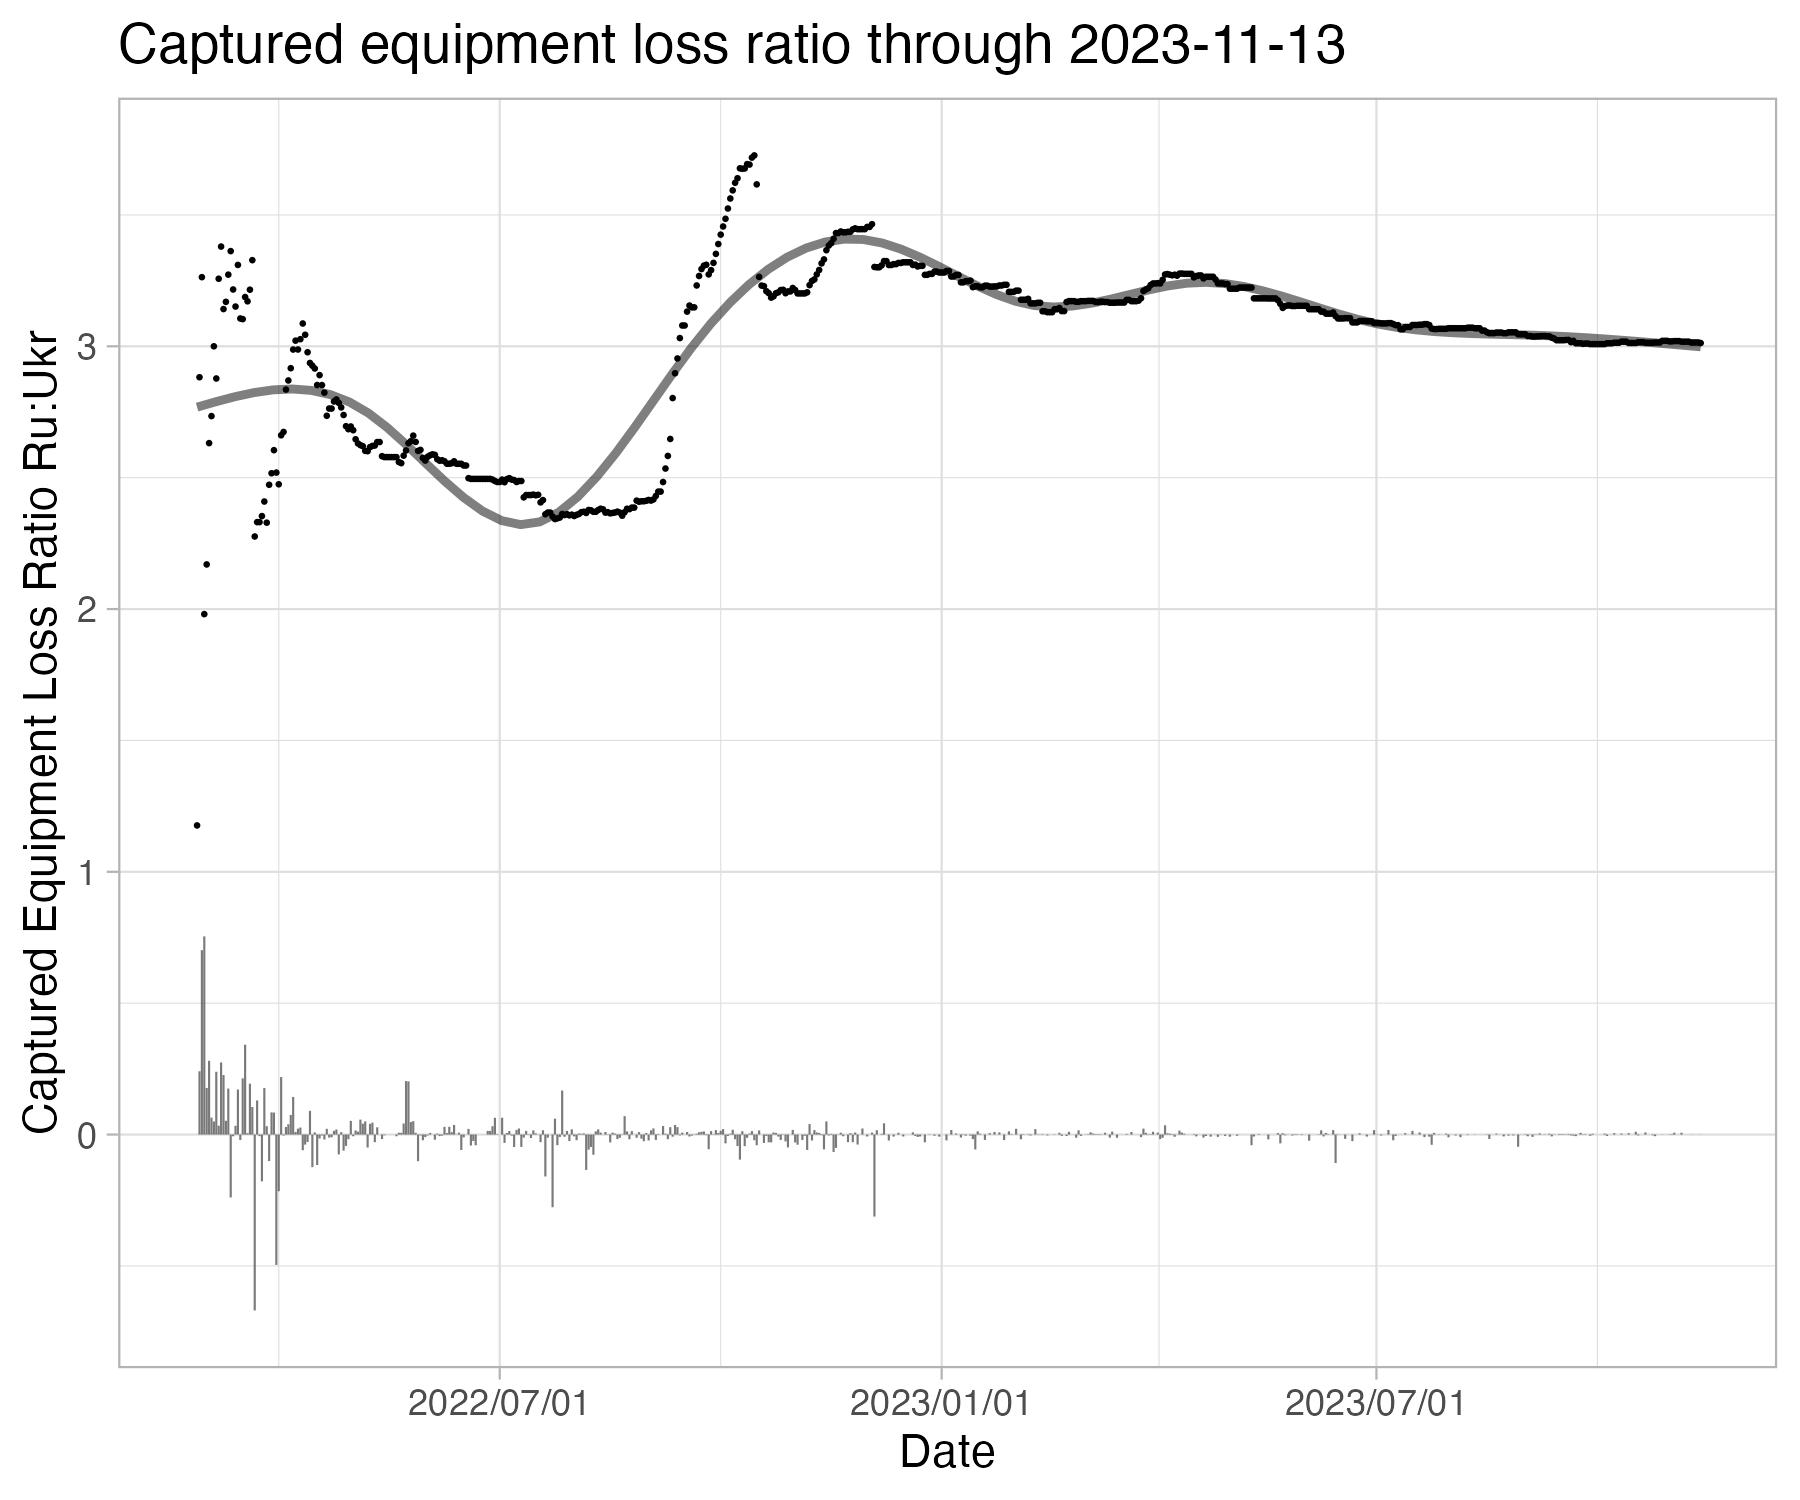 Captured equipment loss ratio through 2023-11-13
Captured Equipment Loss Ratio Ru:Ukr
3
2
1
0
2022/07/01
2023/01/01
2023/07/01
Date